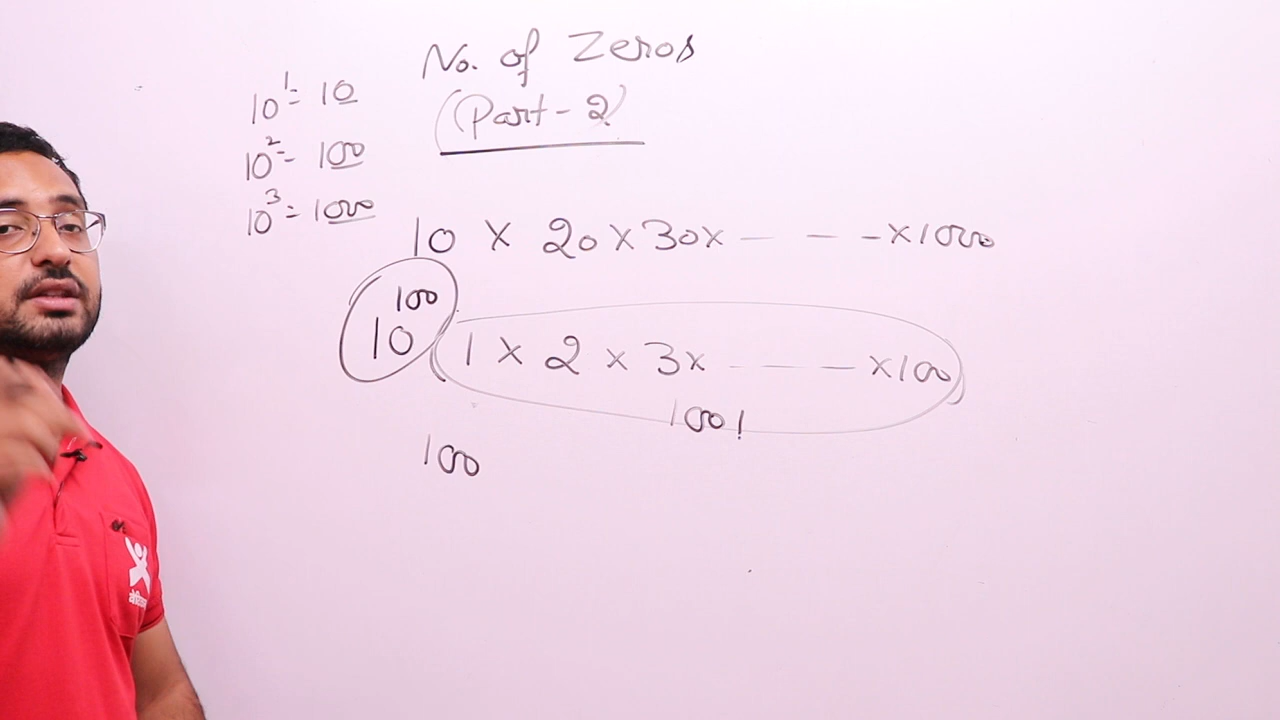 No. of Zeros
(Part - 2)
10¹ = 10
10² = 100
10³ = 1000
10 × 20 × 30 × - - - × 1000
10¹⁰⁰ (1 × 2 × 3 × - - - × 100)
100!
100